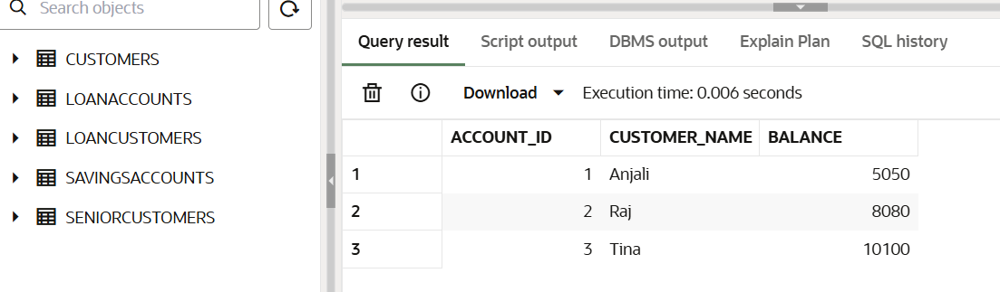 Search objects
CUSTOMERS
LOANACCOUNTS
LOANCUSTOMERS
SAVINGSACCOUNTS
SENIORCUSTOMERS
Query result Script output DBMS output Explain Plan SQL history
Download Execution time: 0.006 seconds
ACCOUNT_ID CUSTOMER_NAME BALANCE
1 1 Anjali 5050
2 2 Raj 8080
3 3 Tina 10100